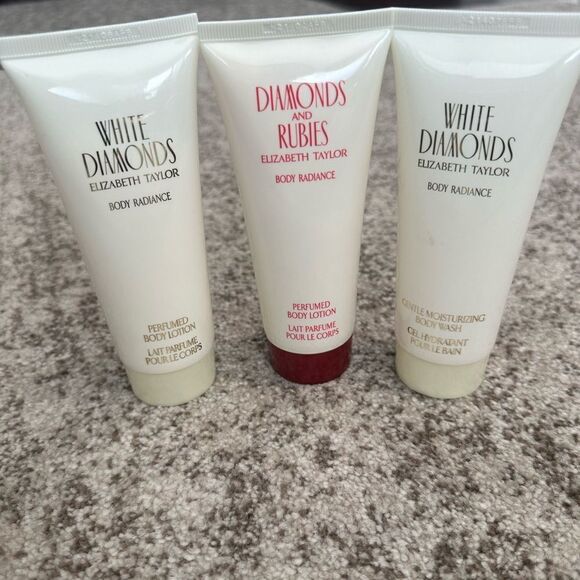 WHITE
DIAMONDS
ELIZABETH TAYLOR
BODY RADIANCE
PERFUMED
BODY LOTION
LAIT PARFUME
POUR LE CORPS
DIAMONDS
AND
RUBIES
ELIZABETH TAYLOR
BODY RADIANCE
PERFUMED
BODY LOTION
LAIT PARFUME
POUR LE CORPS
WHITE
DIAMONDS
ELIZABETH TAYLOR
BODY RADIANCE
GENTLE MOISTURIZING
BODY WASH
GEL HYDRATANT
POUR LE BAIN